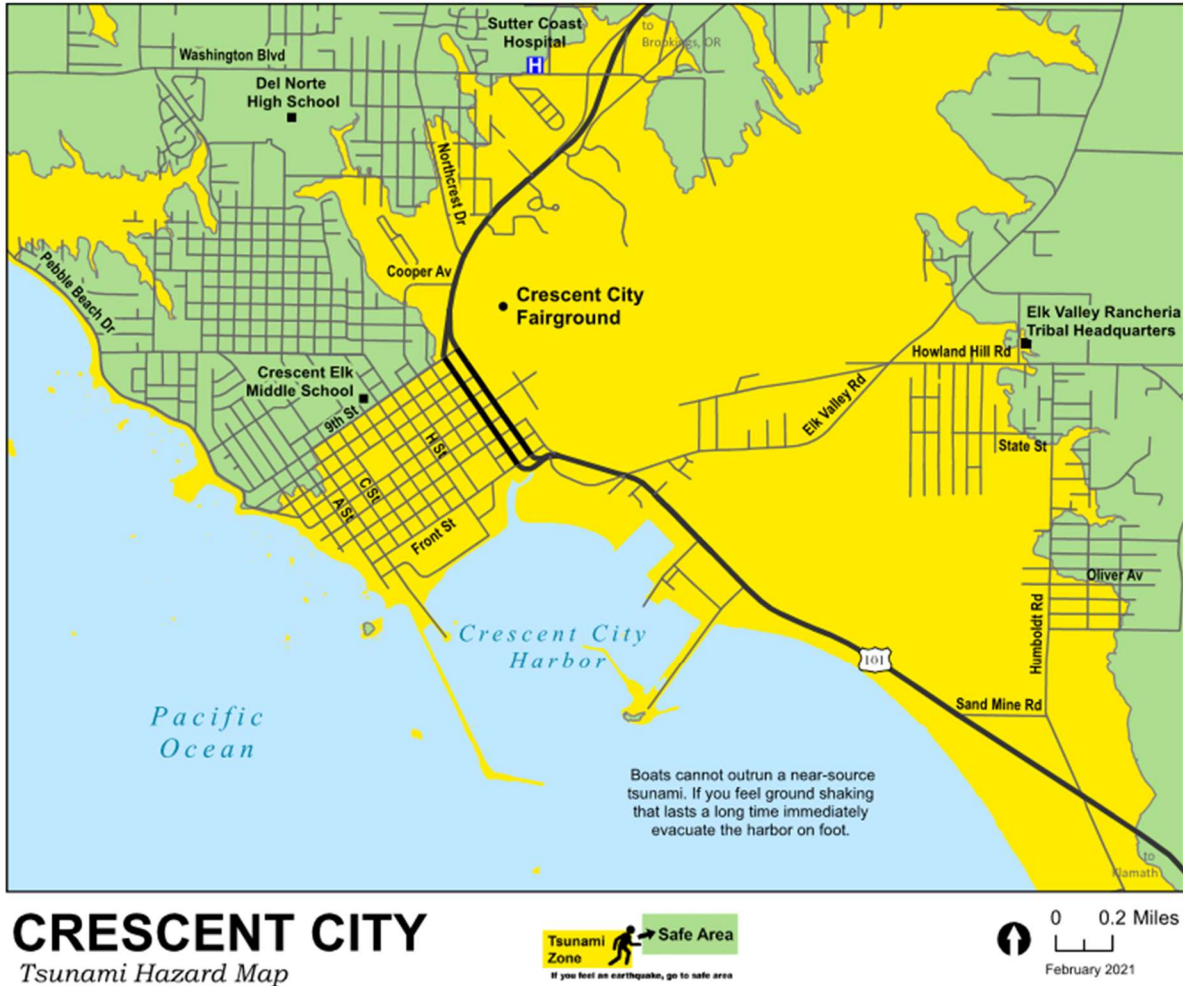 Sutter Coast
Hospital
H
to
Brookings, OR
Washington Blvd
Del Norte
High School
Northcrest Dr
Pebble Beach Dr
Cooper Av
Crescent City
Fairground
Elk Valley Rancheria
Tribal Headquarters
Howland Hill Rd
Crescent Elk
Middle School
9th St
H St
Elk Valley Rd
State St
C St
A St
Front St
Oliver Av
Humboldt Rd
Crescent City
Harbor
101
Sand Mine Rd
Pacific
Ocean
Boats cannot outrun a near-source
tsunami. If you feel ground shaking
that lasts a long time immediately
evacuate the harbor on foot.
to
Klamath
CRESCENT CITY
Tsunami Hazard Map
Tsunami
Zone
Safe Area
If you feel an earthquake, go to safe area
0 0.2 Miles
February 2021